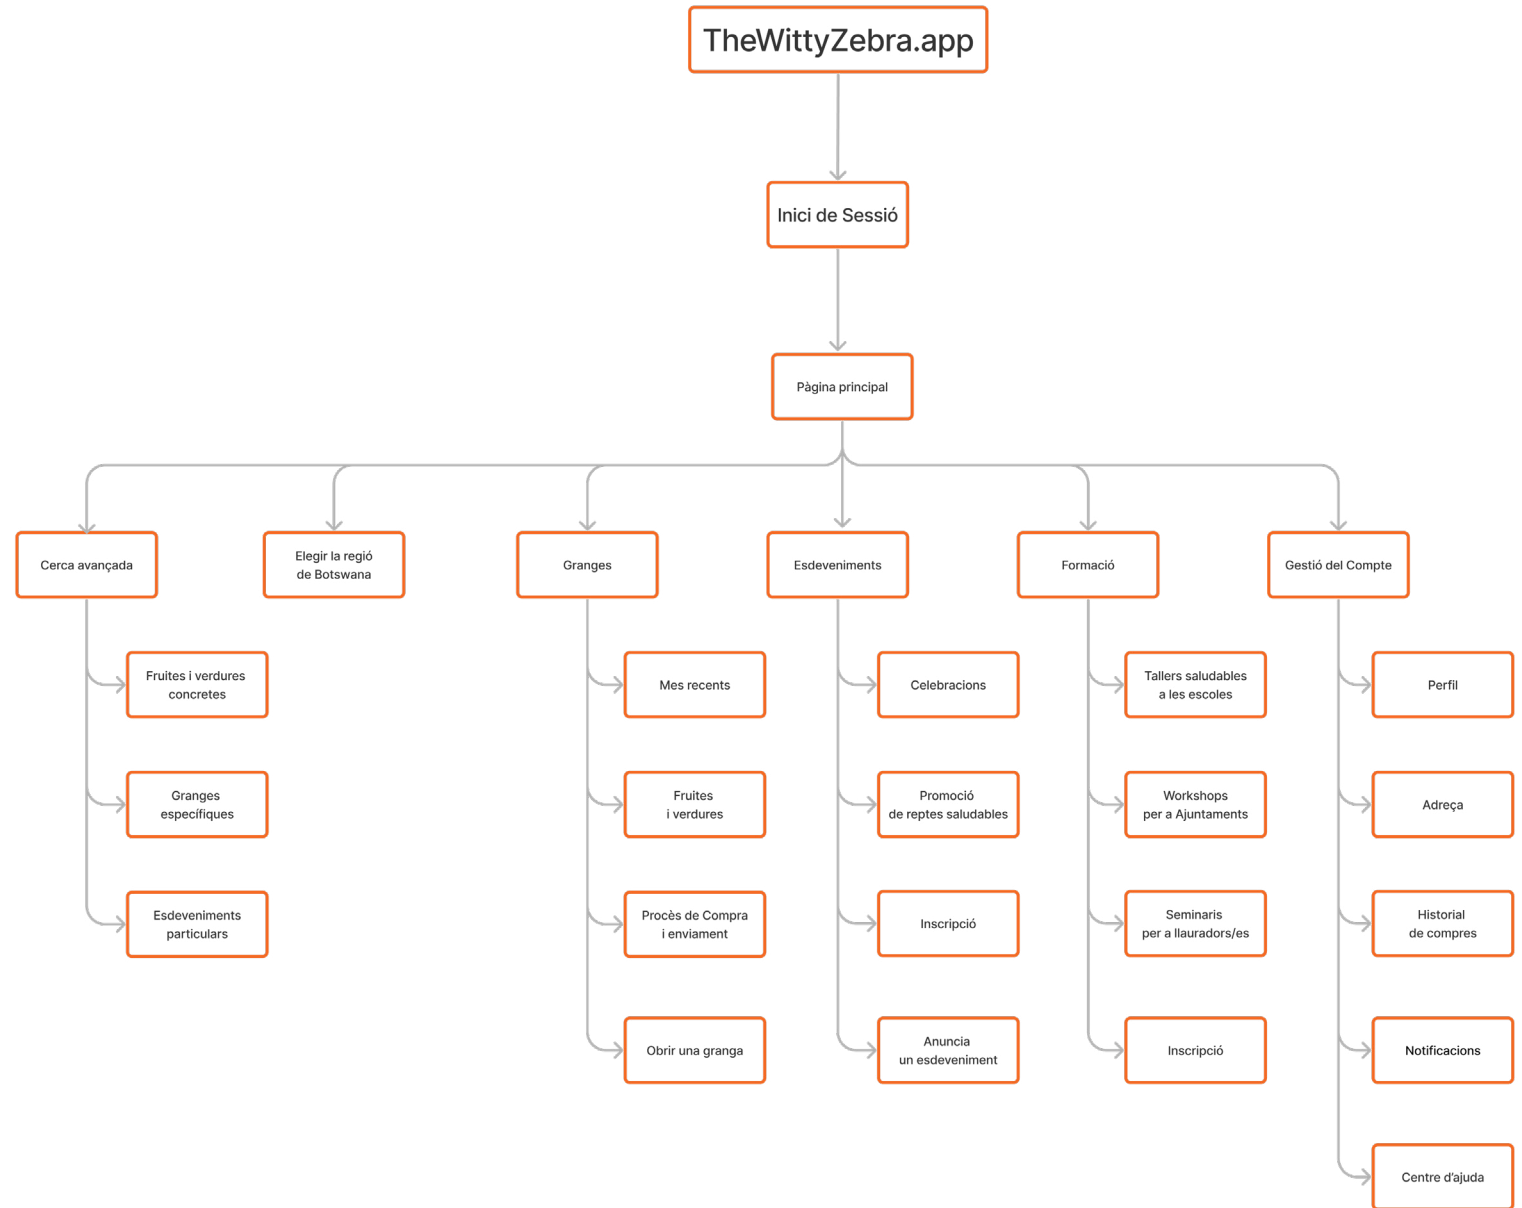 TheWittyZebra.app
Inici de Sessió
Pàgina principal
Cerca avançada
Elegir la regió
de Botswana
Granges
Esdeveniments
Formació
Gestió del Compte
Fruites i verdures
concretes
Mes recents
Celebracions
Tallers saludables
a les escoles
Perfil
Granges
específiques
Fruites
i verdures
Promoció
de reptes saludables
Workshops
per a Ajuntaments
Adreça
Esdeveniments
particulars
Procès de Compra
i enviament
Inscripció
Seminaris
per a llauradors/es
Historial
de compres
Obrir una granga
Anuncia
un esdeveniment
Inscripció
Notificacions
Centre d'ajuda